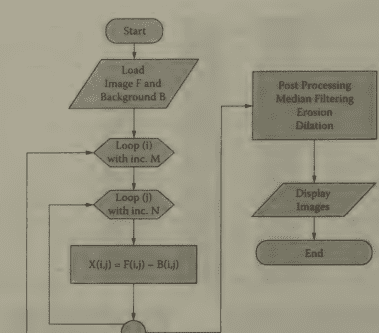 Start
Load
Image F and
Background B
Loop (i)
with inc. M
Loop (j)
with inc. N
X(i,j) = F(i,j) – B(i,j)
Post Processing
Median Filtering
Erosion
Dilation
Display
Images
End